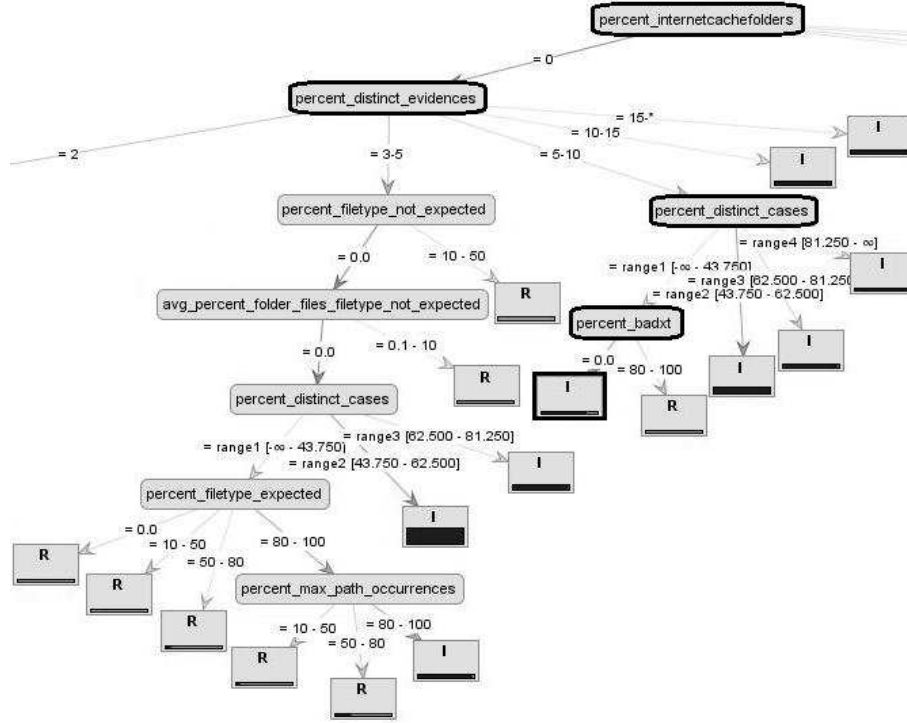 percent_internetcachefolders
= 0
percent_distinct_evidences
= 15-*
= 10-15
I
= 2
= 3-5
= 5-10
I
percent_filetype_not_expected
percent_distinct_cases
= range4 [81.250 - ∞]
= 0.0
= 10 - 50
= range1 [-∞ - 43.750]
I
= range3 [62.500 - 81.250
R
= range2 [43.750 - 62.500]
avg_percent_folder_files_filetype_not_expected
percent_badxt
= 0.0
= 0.1 - 10
= 0.0
= 80 - 100
I
I
R
I
R
percent_distinct_cases
= range3 [62.500 - 81.250]
= range1 [-∞ - 43.750]
= range2 [43.750 - 62.500]
I
percent_filetype_expected
I
= 0.0
= 10 - 50
= 80 - 100
R
= 50 - 80
R
percent_max_path_occurrences
R
= 10 - 50
= 80 - 100
= 50 - 80
R
I
R